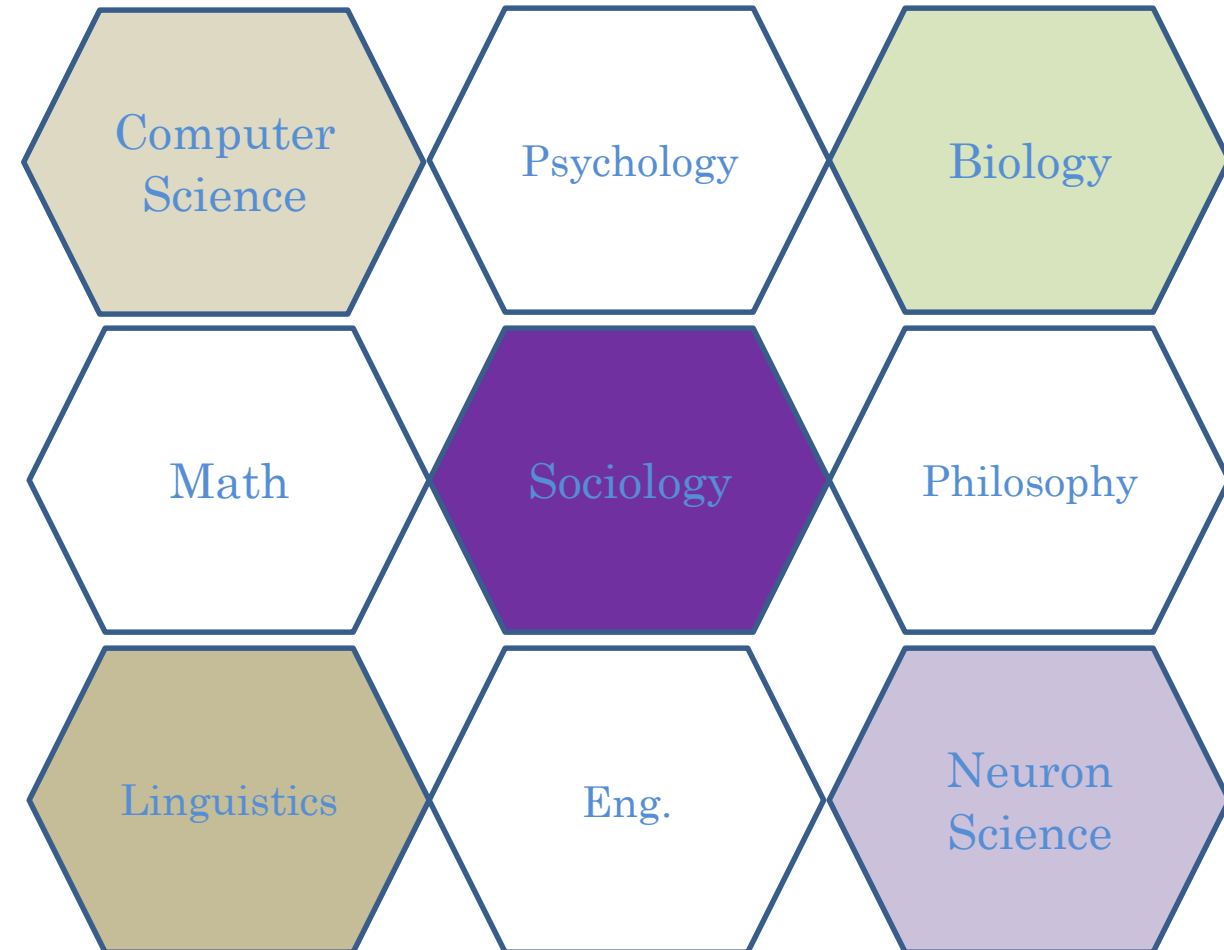 Computer
Science
Psychology
Biology
Math
Sociology
Philosophy
Linguistics
Eng.
Neuron
Science